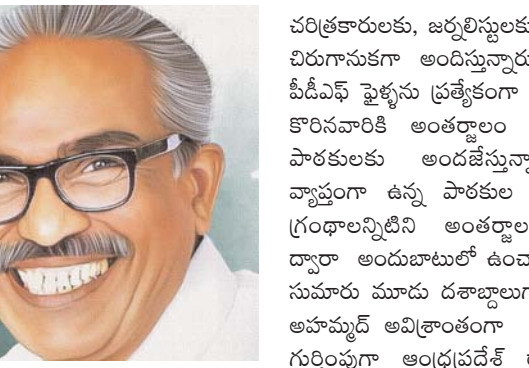 చరిత్రకారులకు, జర్నలిస్టులకు
చిరుగానుకగా అందిస్తున్నారు
పీడీఎఫ్ ఫైళ్ళను ప్రత్యేకంగా
కొరినవారికి అంతర్జాలం
పాఠకులకు అందజేస్తున్నా
వ్యాప్తంగా ఉన్న పాఠకుల
గ్రంథాలన్నిటిని అంతర్జాల
ద్వారా అందుబాటులో ఉంచా
సుమారు మూడు దశాబ్దాలుగ
అహమ్మద్ అవిశ్రాంతంగా
గుర్తింపుగా ఆంధ్రప్రదేశ్